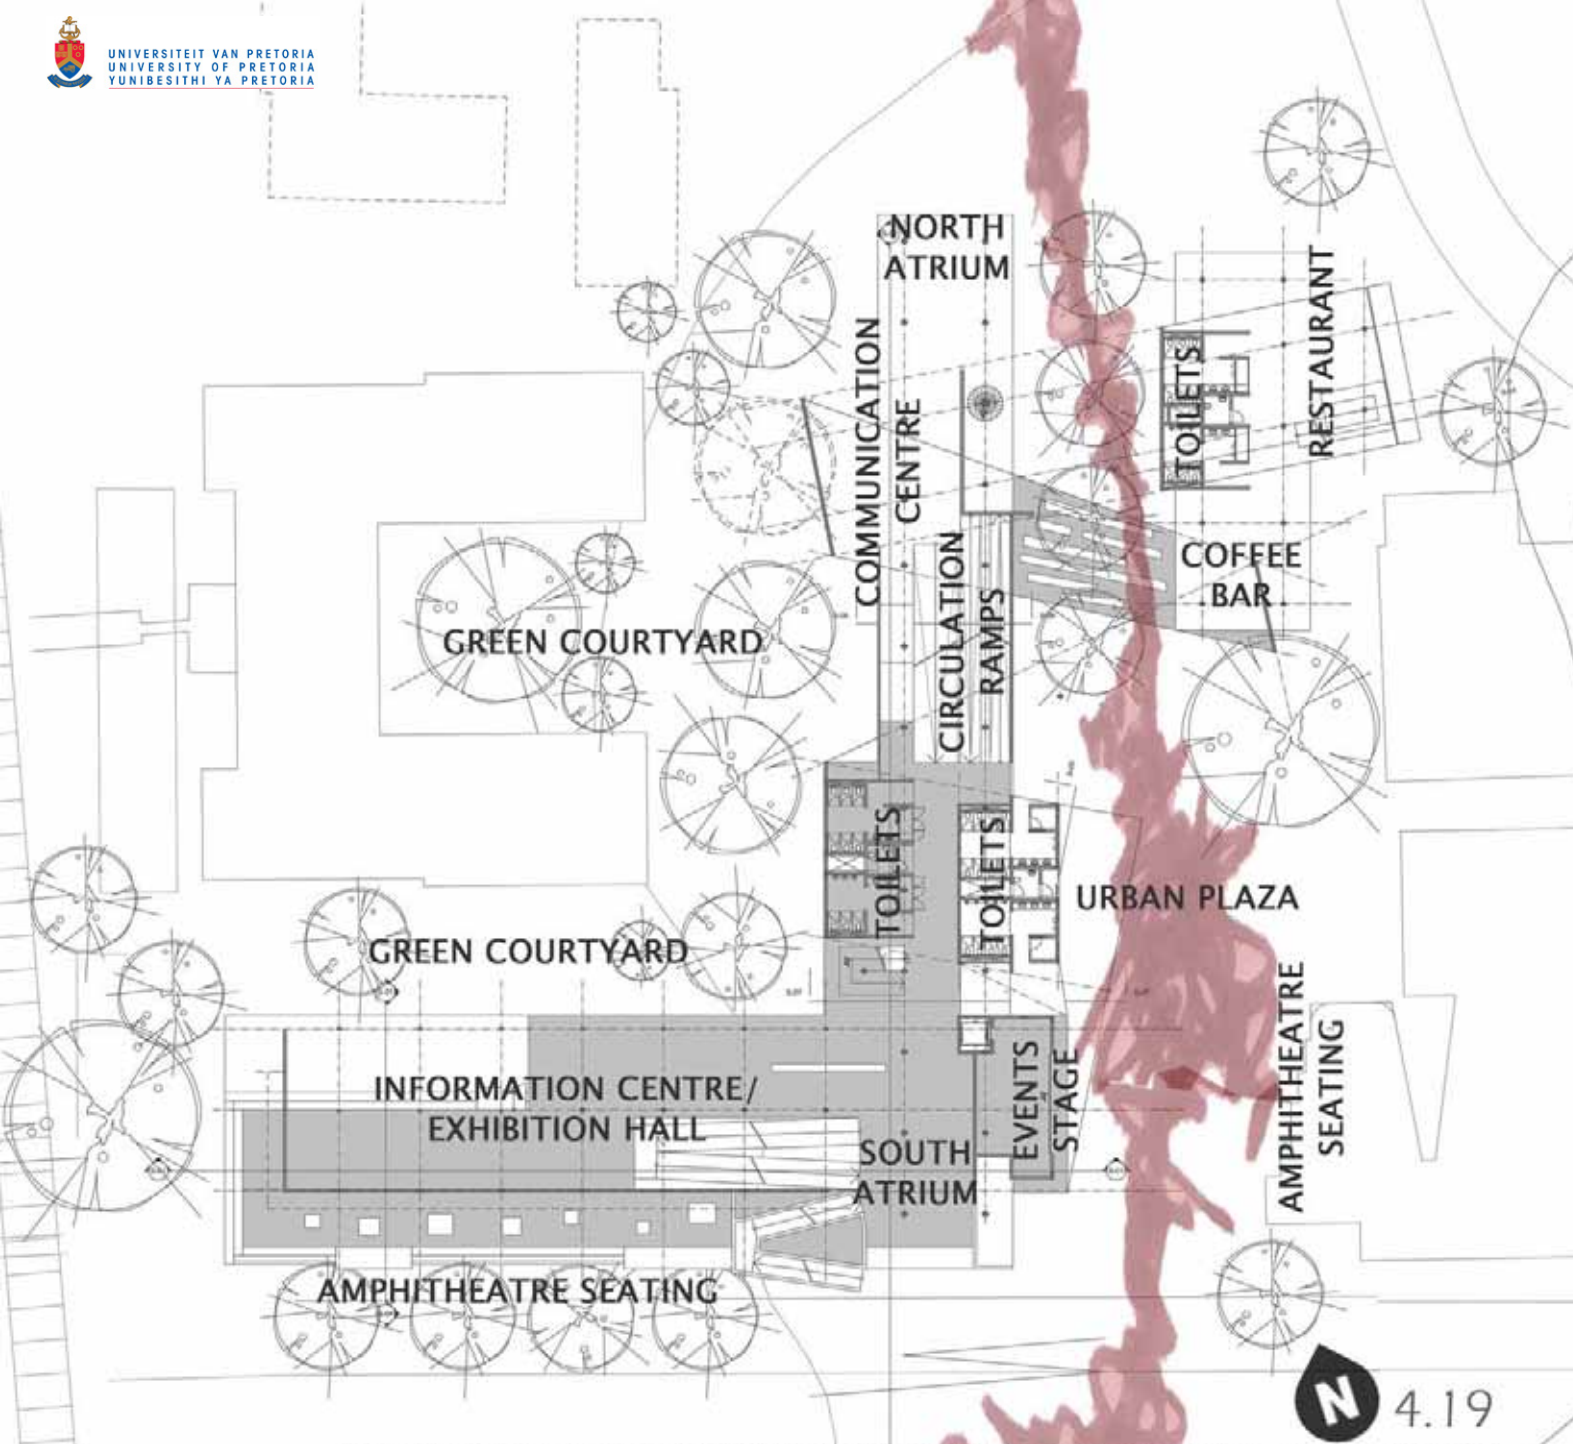 UNIVERSITEIT VAN PRETORIA
UNIVERSITY OF PRETORIA
YUNIBESITHI YA PRETORIA
NORTH
ATRIUM
COMMUNICATION
CENTRE
TOILETS
RESTAURANT
CIRCULATION
RAMPS
COFFEE
BAR
GREEN COURTYARD
TOILETS
TOILETS
URBAN PLAZA
GREEN COURTYARD
AMPHITHEATRE
SEATING
INFORMATION CENTRE/
EXHIBITION HALL
EVENTS
STAGE
SOUTH
ATRIUM
AMPHITHEATRE SEATING
N
4.19